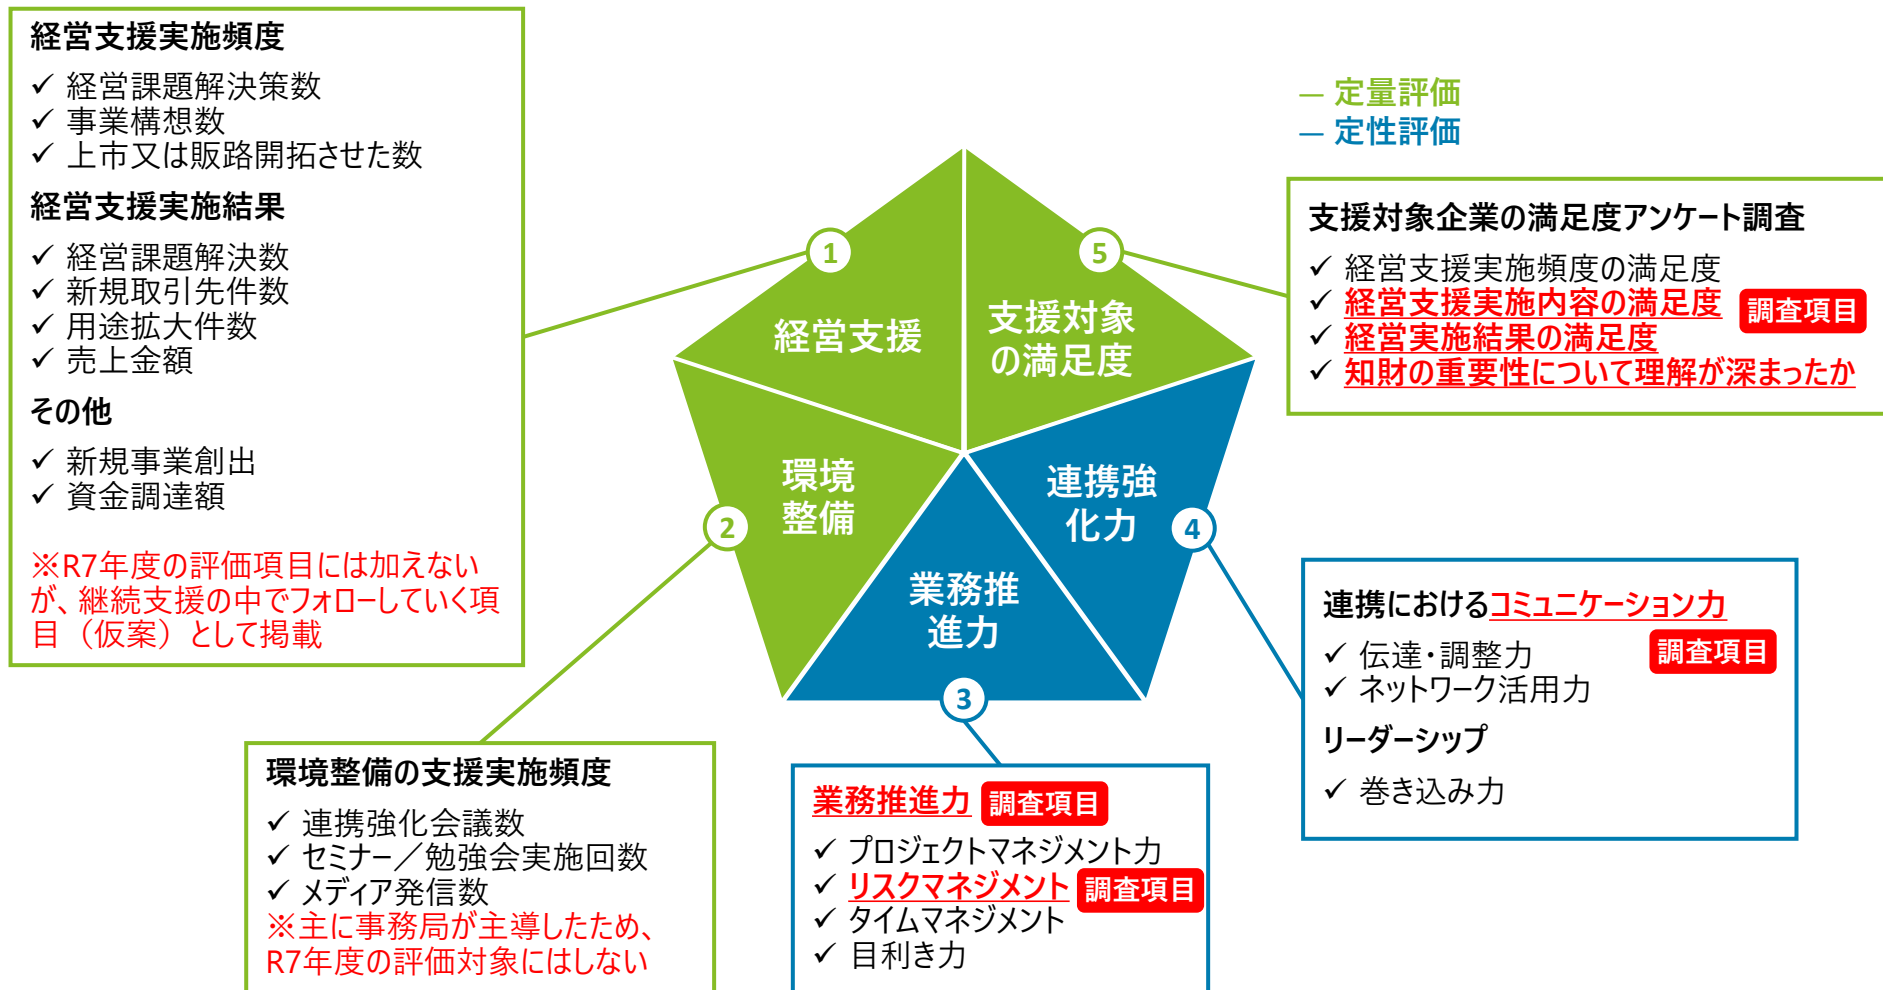 経営支援実施頻度
✓ 経営課題解決策数
✓ 事業構想数
✓ 上市又は販路開拓させた数
経営支援実施結果
✓ 経営課題解決数
✓ 新規取引先件数
✓ 用途拡大件数
✓ 売上金額
その他
✓ 新規事業創出
✓ 資金調達額
※R7年度の評価項目には加えない
が、継続支援の中でフォローしていく項
目（仮案）として掲載
— 定量評価
— 定性評価
1
経営支援
5
支援対象
の満足度
2
環境
整備
3
業務推
進力
4
連携強
化力
支援対象企業の満足度アンケート調査
✓ 経営支援実施頻度の満足度
✓ 経営支援実施内容の満足度
調査項目
✓ 経営実施結果の満足度
✓ 知財の重要性について理解が深まったか
連携におけるコミュニケーション力
調査項目
✓ 伝達・調整力
✓ ネットワーク活用力
リーダーシップ
✓ 巻き込み力
環境整備の支援実施頻度
✓ 連携強化会議数
✓ セミナー／勉強会実施回数
✓ メディア発信数
※主に事務局が主導したため、
R7年度の評価対象にはしない
業務推進力 調査項目
✓ プロジェクトマネジメント力
✓ リスクマネジメント 調査項目
✓ タイムマネジメント
✓ 目利き力